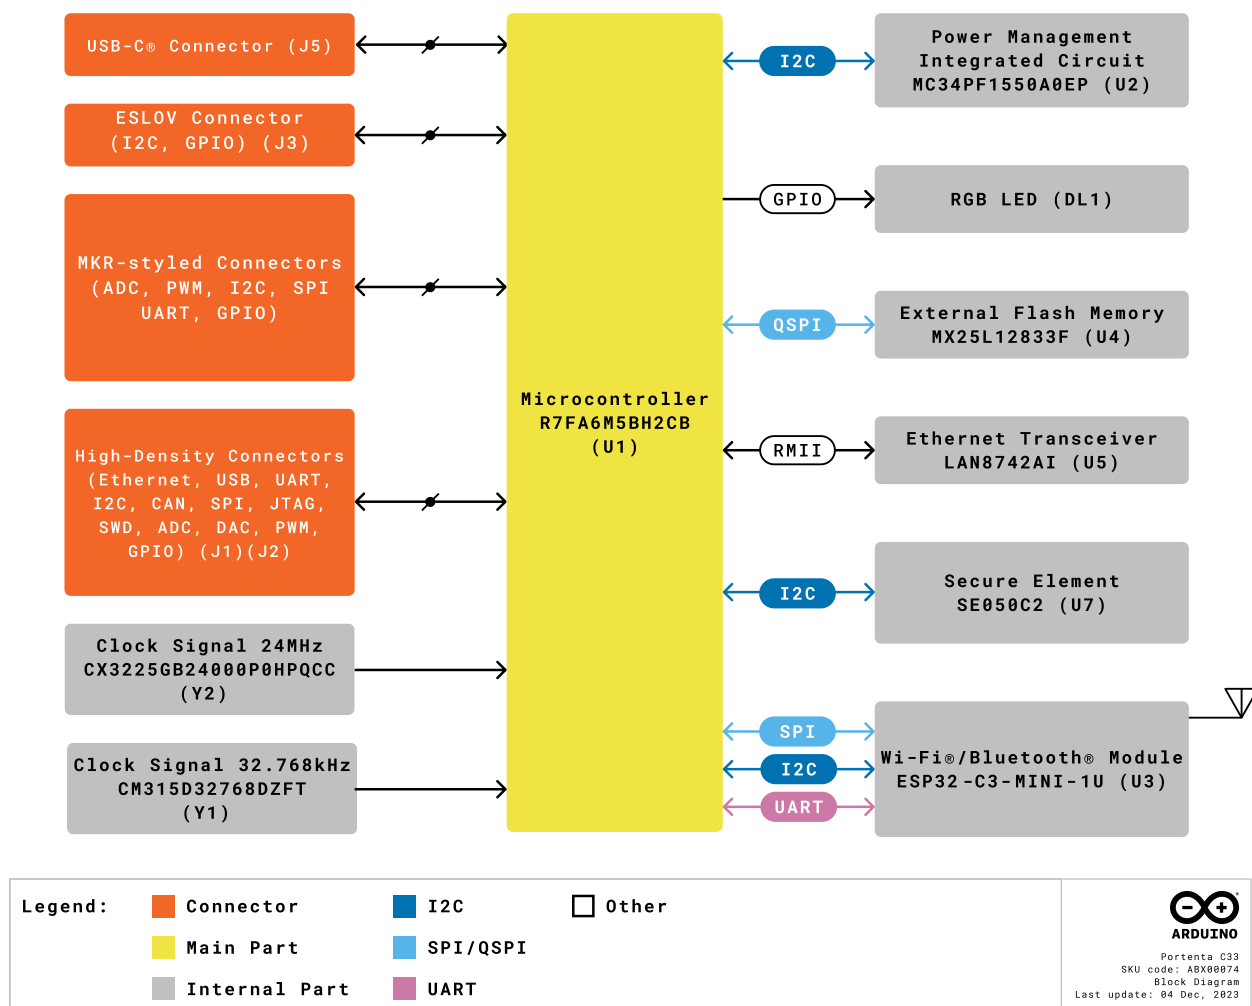 USB-C® Connector (J5)
ESLOV Connector
(I2C, GPIO) (J3)
MKR-styled Connectors
(ADC, PWM, I2C, SPI
UART, GPIO)
High-Density Connectors
(Ethernet, USB, UART,
I2C, CAN, SPI, JTAG,
SWD, ADC, DAC, PWM,
GPIO) (J1)(J2)
Clock Signal 24MHz
CX3225GB24000P0HPQCC
(Y2)
Clock Signal 32.768kHz
CM315D32768DZFT
(Y1)
Microcontroller
R7FA6M5BH2CB
(U1)
I2C
Power Management
Integrated Circuit
MC34PF1550A0EP (U2)
GPIO
RGB LED (DL1)
QSPI
External Flash Memory
MX25L12833F (U4)
RMII
Ethernet Transceiver
LAN8742AI (U5)
I2C
Secure Element
SE050C2 (U7)
SPI
I2C
UART
Wi-Fi®/Bluetooth® Module
ESP32-C3-MINI-1U (U3)
Legend:
Connector
Main Part
Internal Part
I2C
SPI/QSPI
UART
Other
ARDUINO
Portenta C33
SKU code: ABX00074
Block Diagram
Last update: 04 Dec, 2023